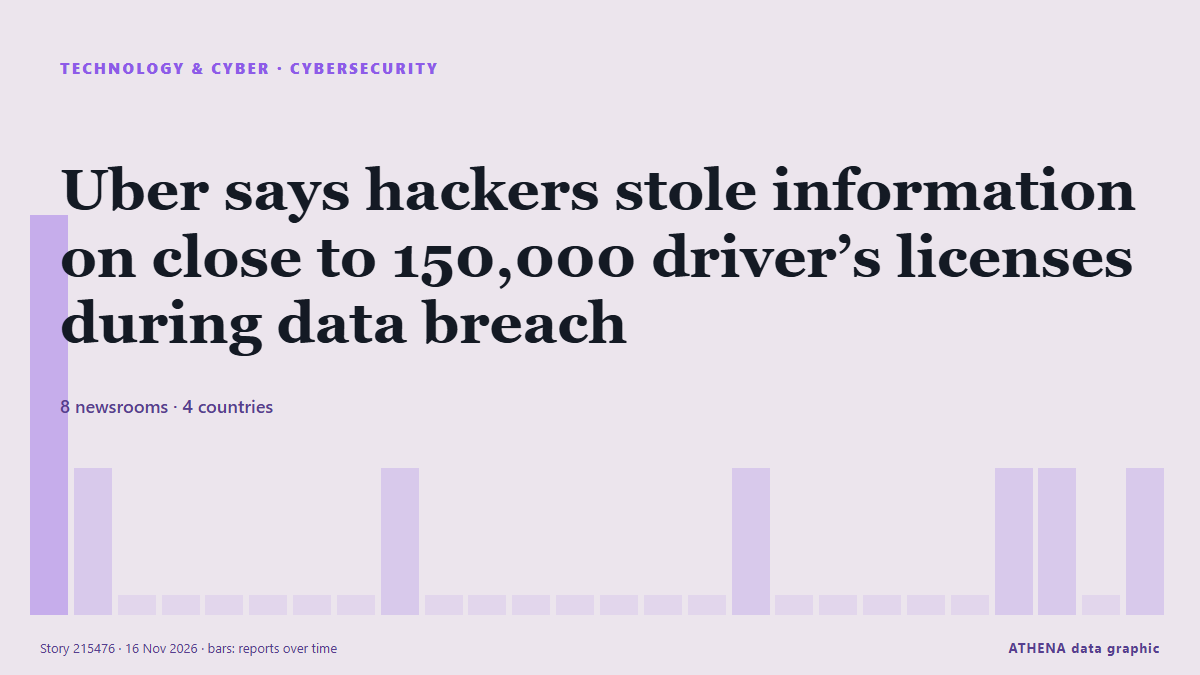 TECHNOLOGY & CYBER · CYBERSECURITY
Uber says hackers stole information
on close to 150,000 driver’s licenses
during data breach
8 newsrooms · 4 countries
Story 215476 · 16 Nov 2026 · bars: reports over time
ATHENA data graphic